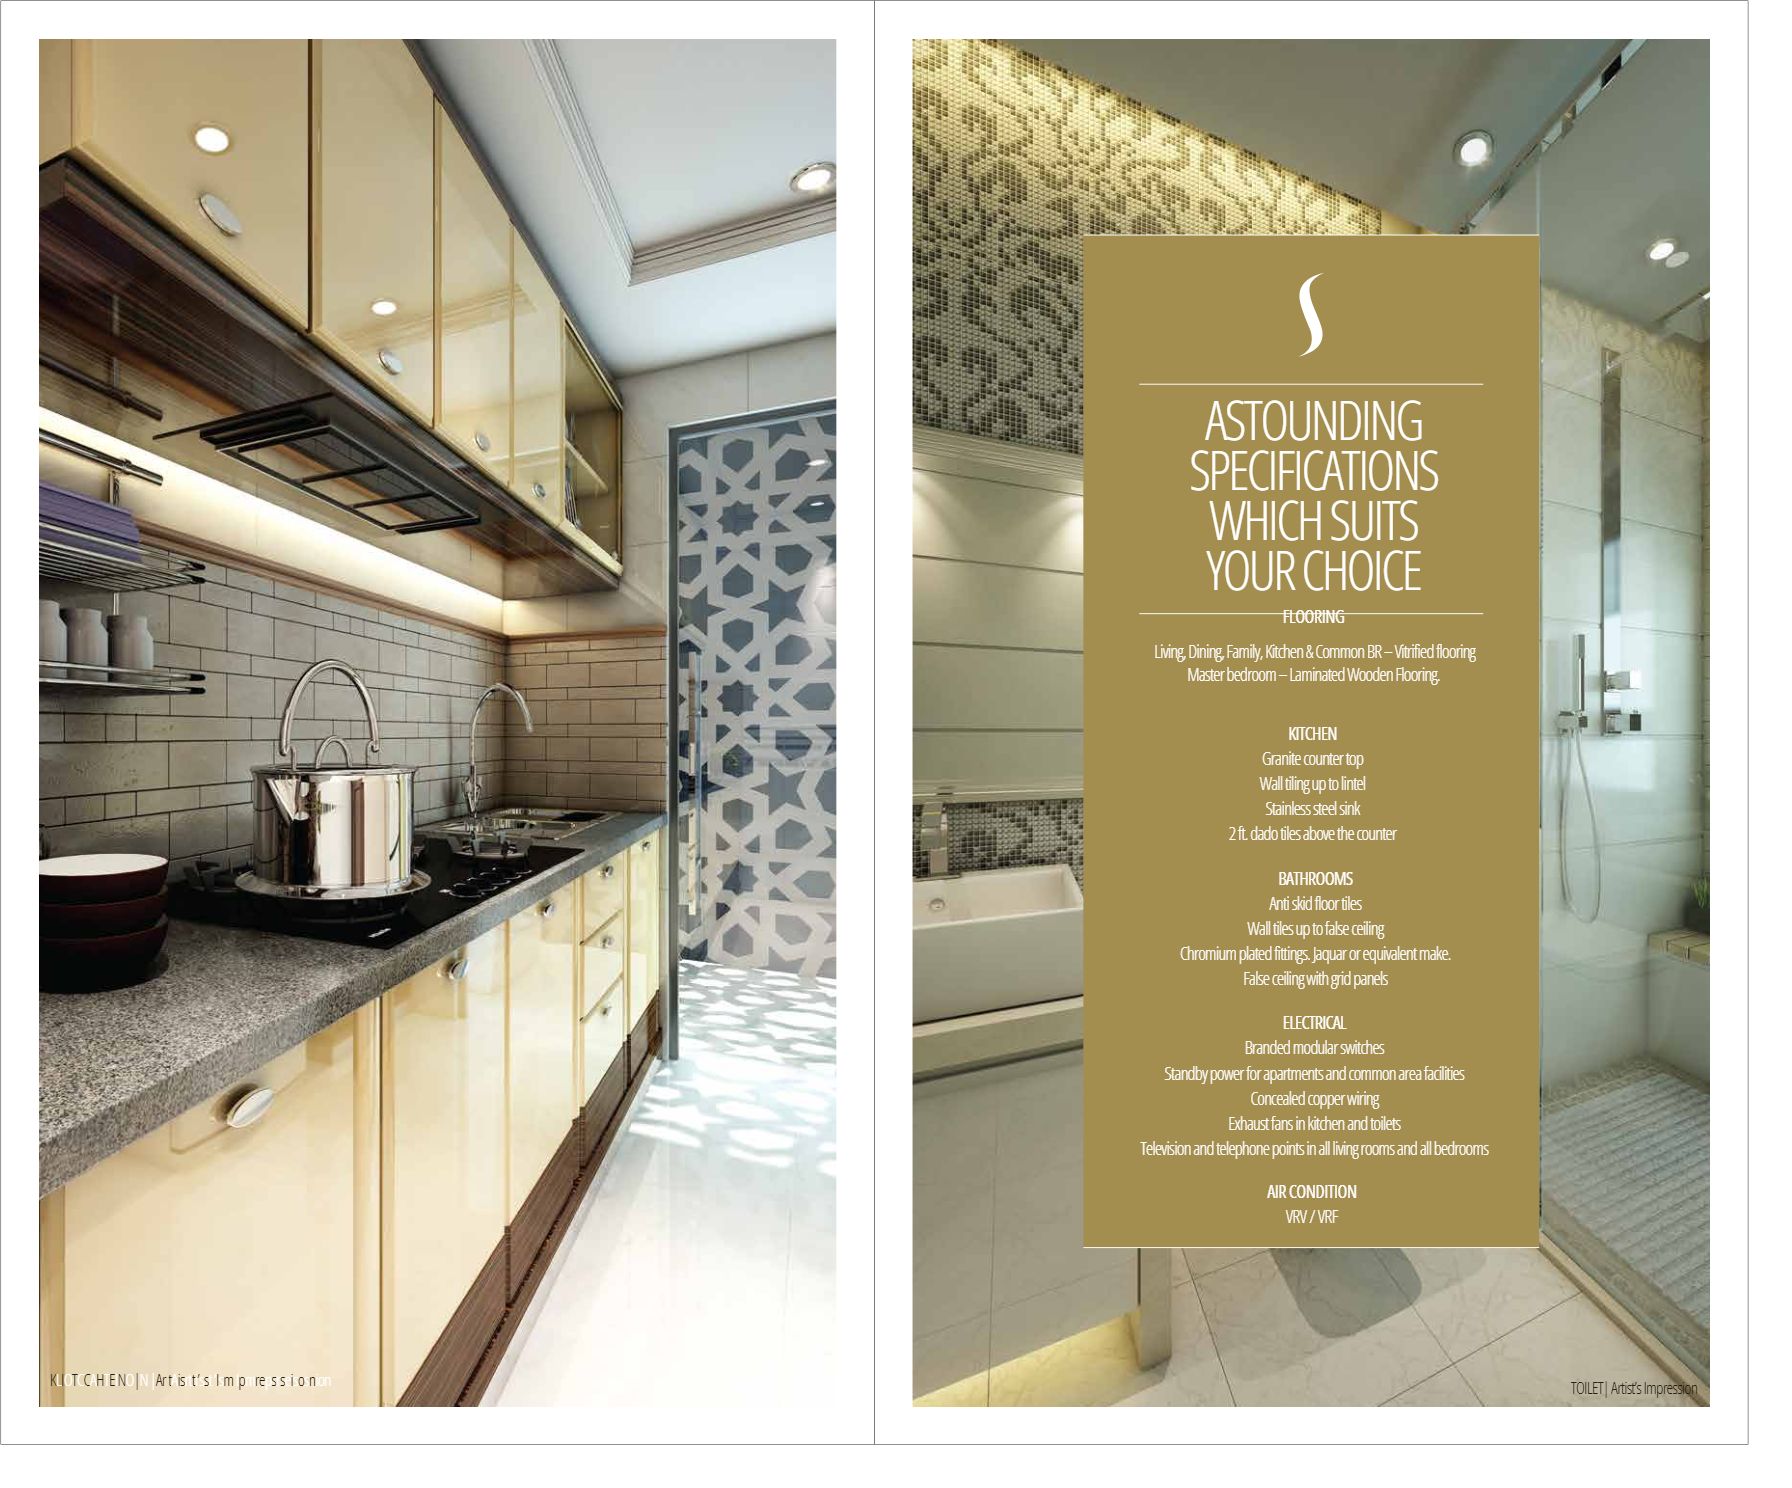 KITCHEN | Artist's Impression
ASTOUNDING
SPECIFICATIONS
WHICH SUITS
YOUR CHOICE
FLOORING
Living, Dining, Family, Kitchen & Common BR – Vitrified flooring
Master bedroom – Laminated Wooden Flooring.
KITCHEN
Granite counter top
Wall tiling up to lintel
Stainless steel sink
2 ft. dado tiles above the counter
BATHROOMS
Anti skid floor tiles
Wall tiles up to false ceiling
Chromium plated fittings. Jaquar or equivalent make.
False ceiling with grid panels
ELECTRICAL
Branded modular switches
Standby power for apartments and common area facilities
Concealed copper wiring
Exhaust fans in kitchen and toilets
Television and telephone points in all living rooms and all bedrooms
AIR CONDITION
VRV / VRF
TOILET | Artist's Impression